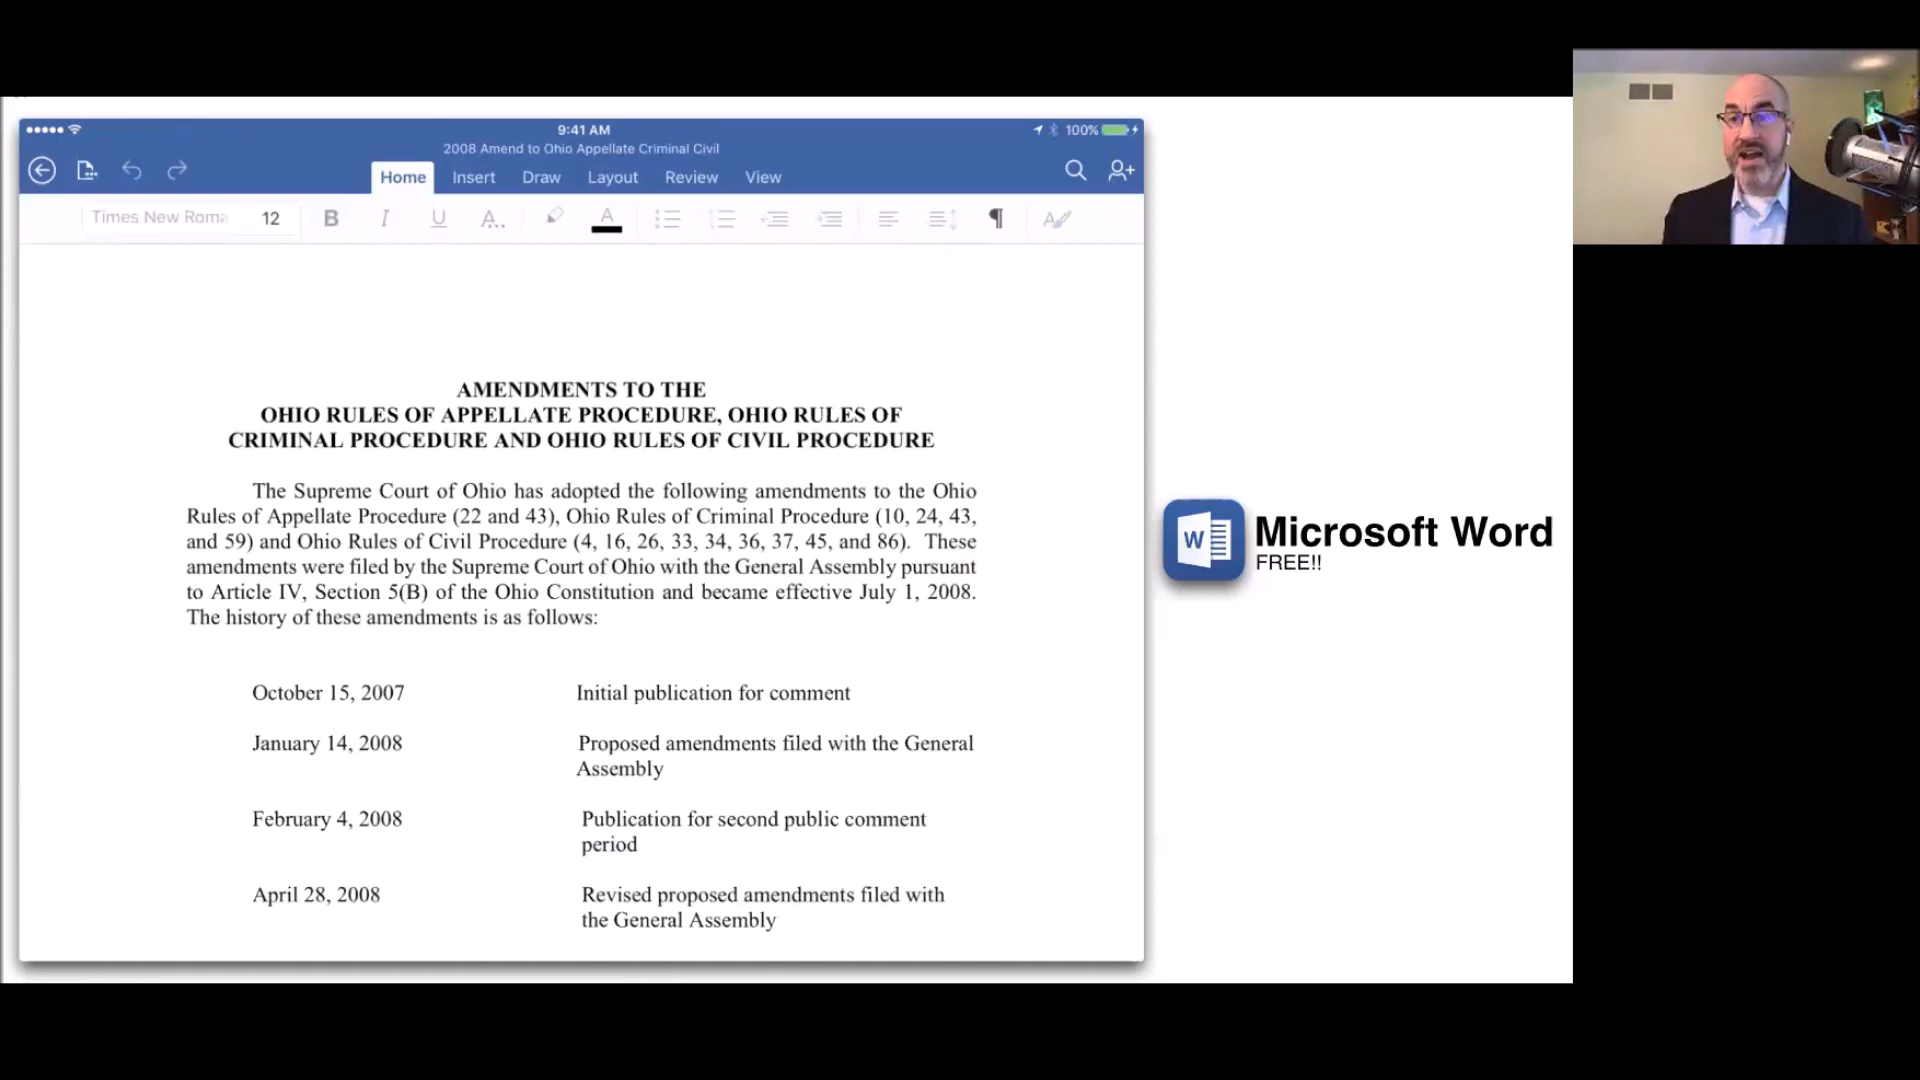 9:41 AM
100%
2008 Amend to Ohio Appellate Criminal Civil
Home Insert Draw Layout Review View
Times New Roma 12 B I U A... A
AMENDMENTS TO THE
OHIO RULES OF APPELLATE PROCEDURE, OHIO RULES OF
CRIMINAL PROCEDURE AND OHIO RULES OF CIVIL PROCEDURE
The Supreme Court of Ohio has adopted the following amendments to the Ohio
Rules of Appellate Procedure (22 and 43), Ohio Rules of Criminal Procedure (10, 24, 43,
and 59) and Ohio Rules of Civil Procedure (4, 16, 26, 33, 34, 36, 37, 45, and 86). These
amendments were filed by the Supreme Court of Ohio with the General Assembly pursuant
to Article IV, Section 5(B) of the Ohio Constitution and became effective July 1, 2008.
The history of these amendments is as follows:
October 15, 2007 Initial publication for comment
January 14, 2008 Proposed amendments filed with the General
Assembly
February 4, 2008 Publication for second public comment
period
April 28, 2008 Revised proposed amendments filed with
the General Assembly
W
Microsoft Word
FREE!!